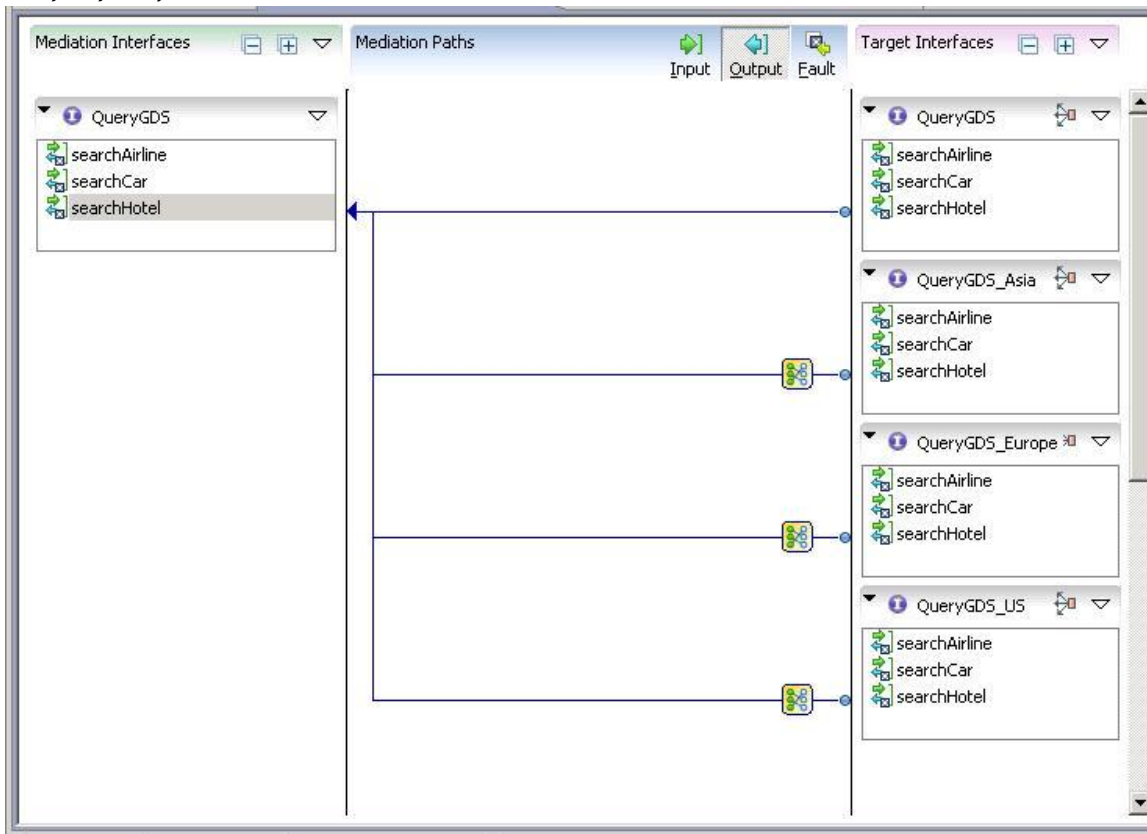 Mediation Interfaces
Mediation Paths
Input
Output
Fault
Target Interfaces
QueryGDS
searchAirline
searchCar
searchHotel
QueryGDS
searchAirline
searchCar
searchHotel
QueryGDS_Asia
searchAirline
searchCar
searchHotel
QueryGDS_Europe
searchAirline
searchCar
searchHotel
QueryGDS_US
searchAirline
searchCar
searchHotel